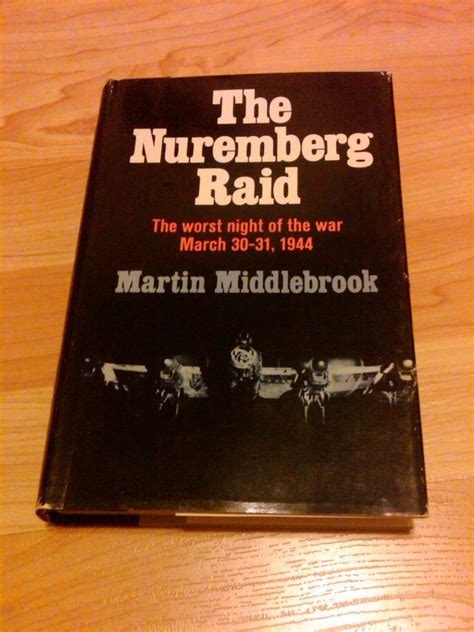 The
Nuremberg
Raid
The worst night of the war
March 30-31, 1944
Martin Middlebrook